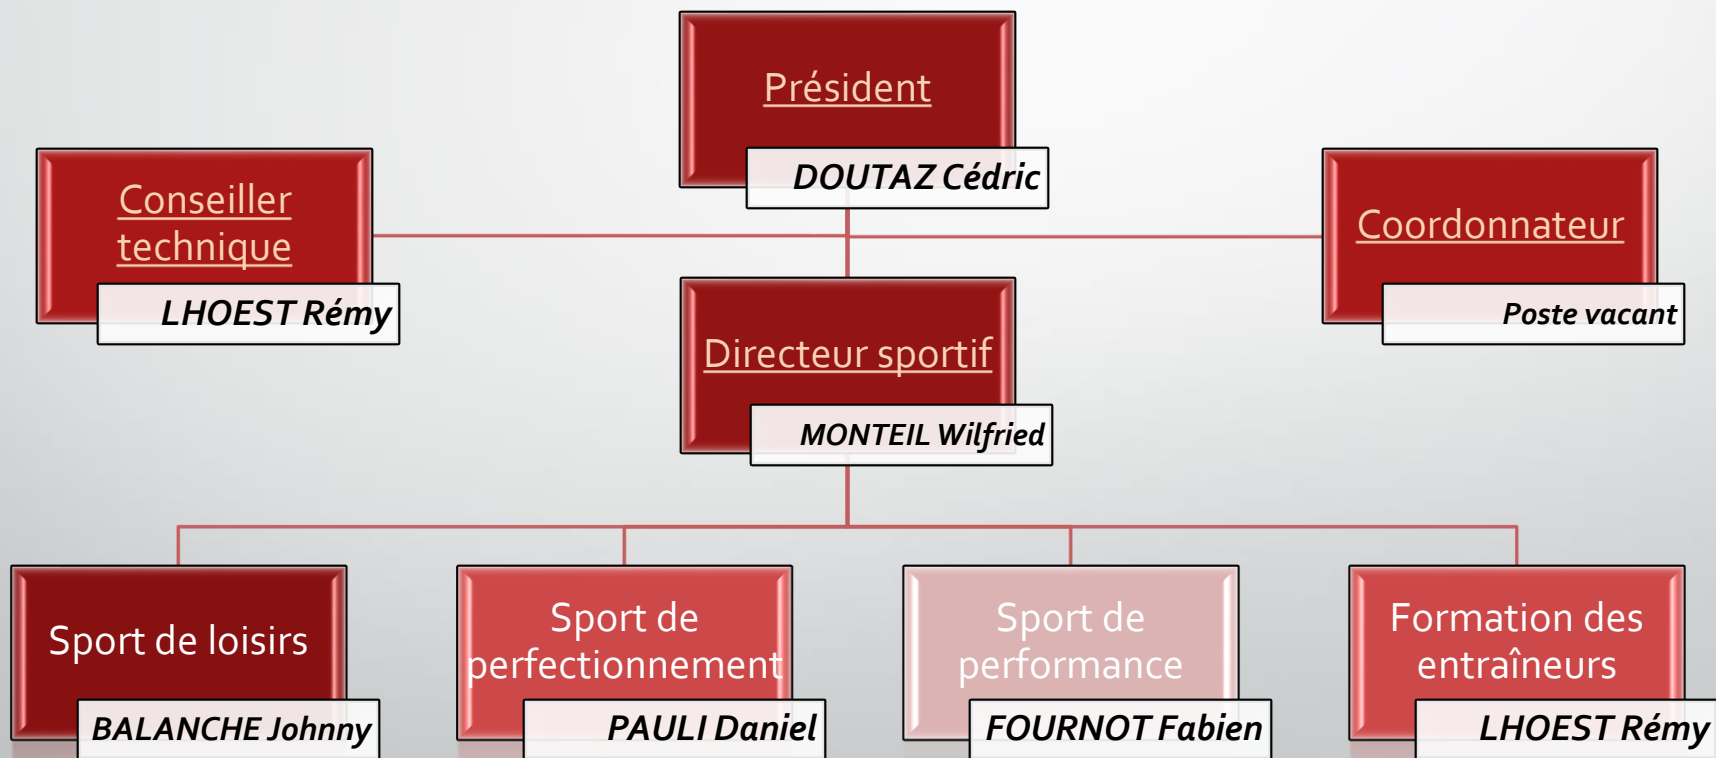 Président
DOUTAZ Cédric
Conseiller
technique
LHOEST Rémy
Coordonnateur
Poste vacant
Directeur sportif
MONTEIL Wilfried
Sport de loisirs
BALANCHE Johnny
Sport de
perfectionnement
PAULI Daniel
Sport de
performance
FOURNOT Fabien
Formation des
entraîneurs
LHOEST Rémy